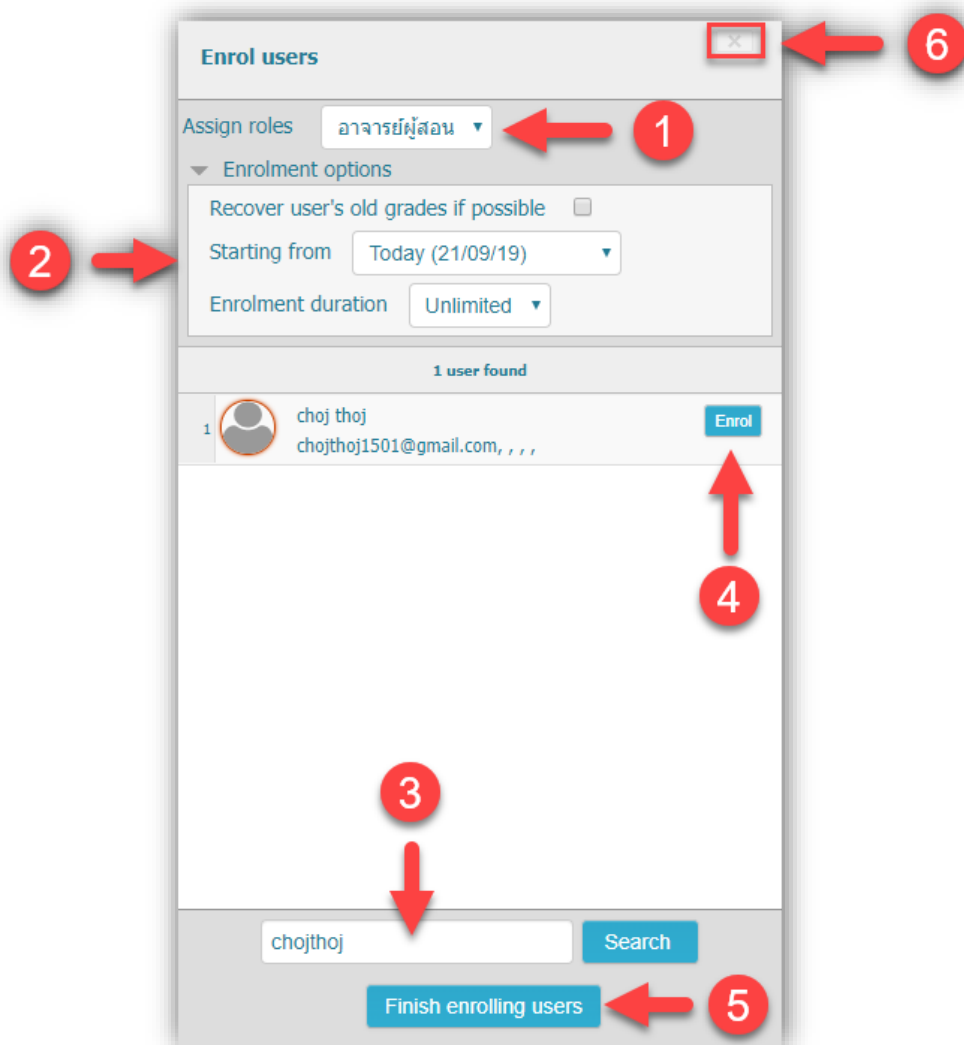 Enrol users
×
6
Assign roles อาจารย์ผู้สอน
1
Enrolment options
Recover user's old grades if possible
2
Starting from Today (21/09/19)
Enrolment duration Unlimited
1 user found
1
choj thoj
chojthoj1501@gmail.com, , , ,
Enrol
4
3
chojthoj Search
Finish enrolling users
5